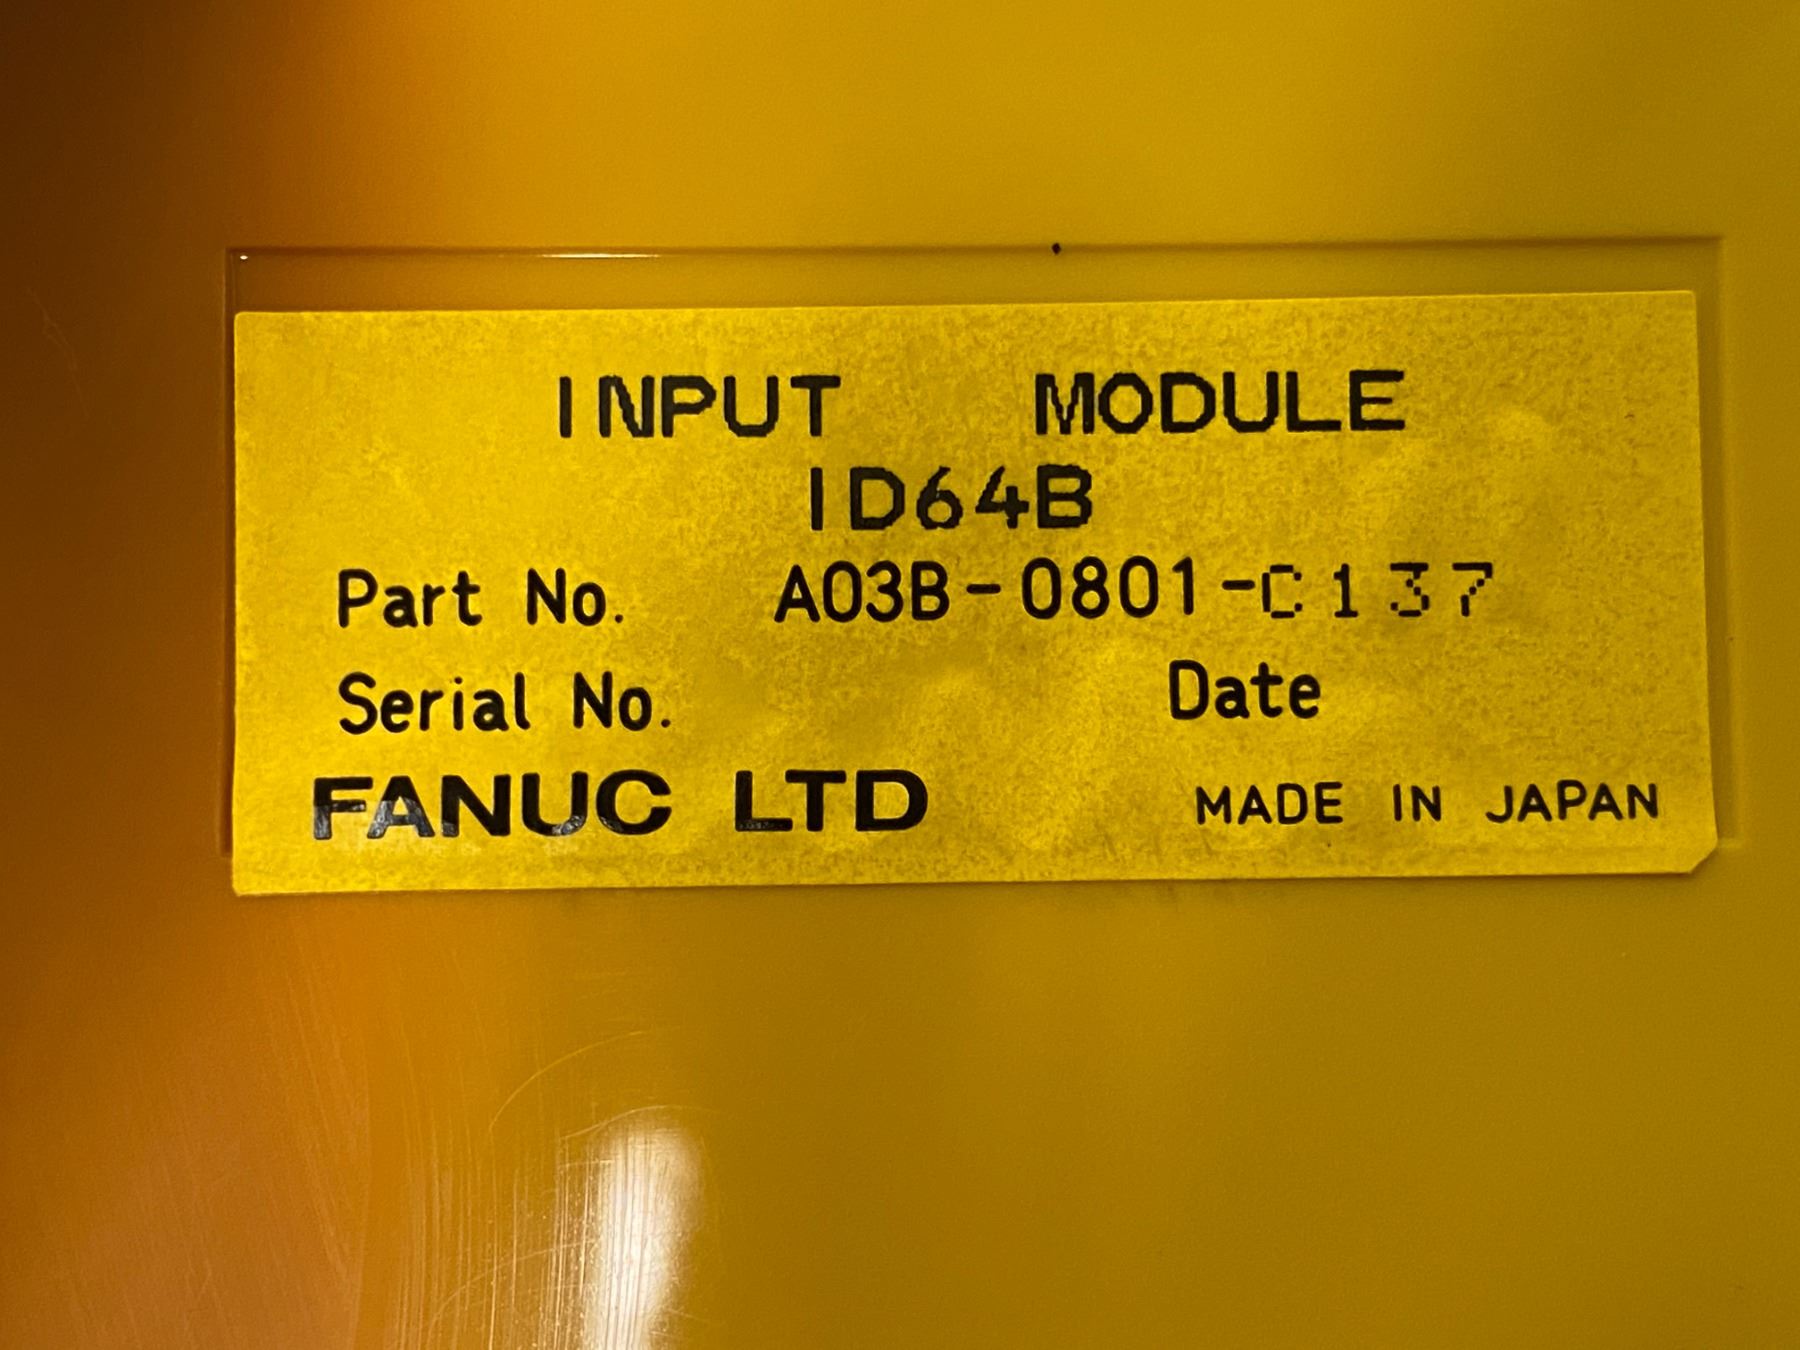 INPUT MODULE
ID64B
Part No. A03B-0801-C137
Serial No. Date
FANUC LTD MADE IN JAPAN